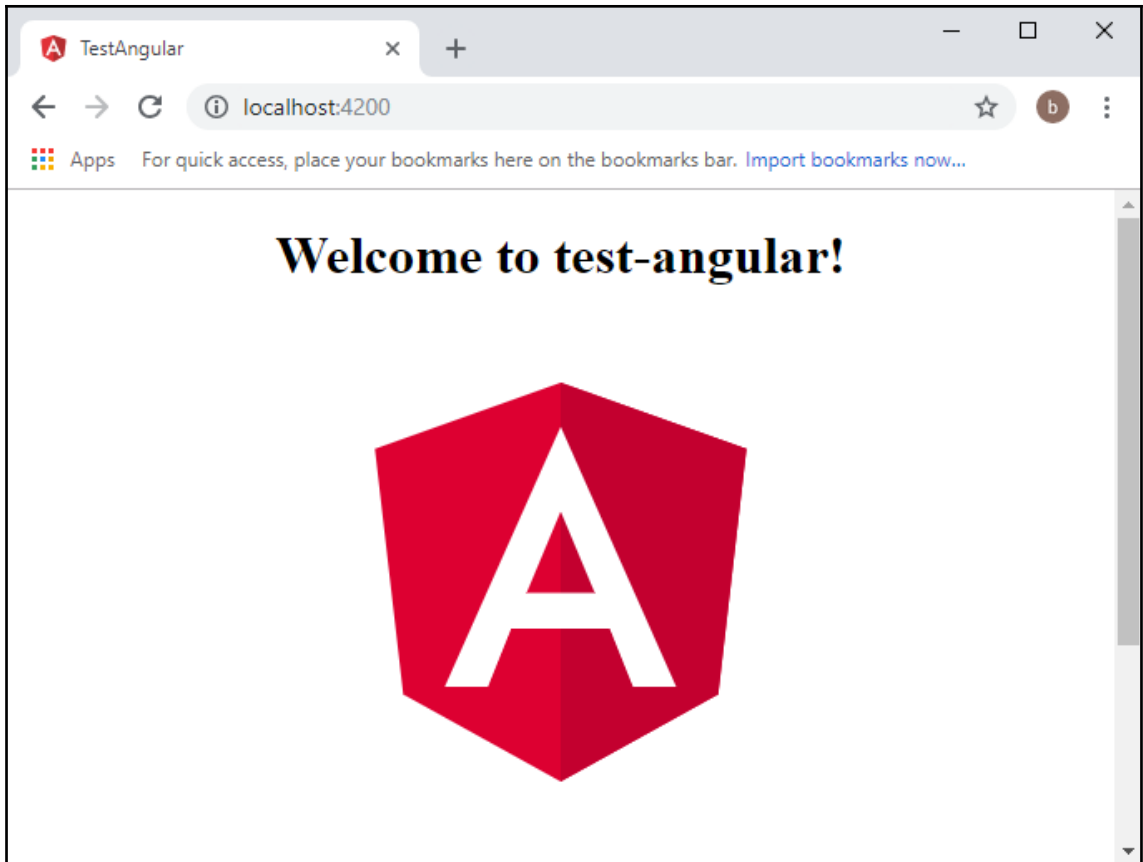 TestAngular
localhost:4200
b
Apps For quick access, place your bookmarks here on the bookmarks bar. Import bookmarks now...
Welcome to test-angular!
A